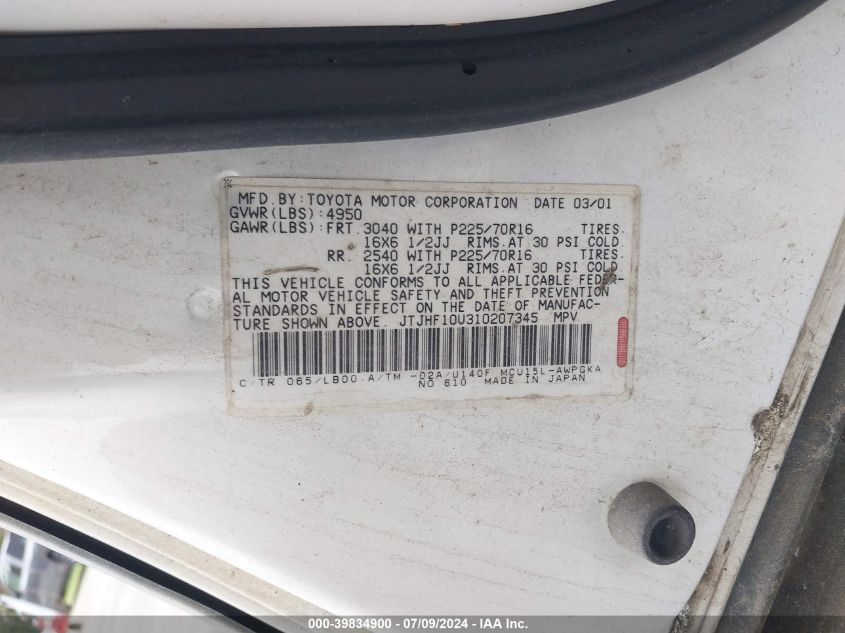 MFD.BY:TOYOTA MOTOR CORPORATION DATE 03/01
GVWR(LBS):4950
GAWR(LBS):FRT.3040 WITH P225/70R16 TIRES.
16X6 1/2JJ RIMS.AT 30 PSI COLD.
RR. 2540 WITH P225/70R16 TIRES.
16X6 1/2JJ RIMS.AT 30 PSI COLD.
THIS VEHICLE CONFORMS TO ALL APPLICABLE FEDER-
AL MOTOR VEHICLE SAFETY AND THEFT PREVENTION
STANDARDS IN EFFECT ON THE DATE OF MANUFAC-
TURE SHOWN ABOVE. JTJHF10U310207345 MPV
C/TR 065/LB00.A/TM -02A/U140F MCU15L-AWPGKA
NO 610 MADE IN JAPAN
000-39834900 - 07/09/2024 - IAA Inc.